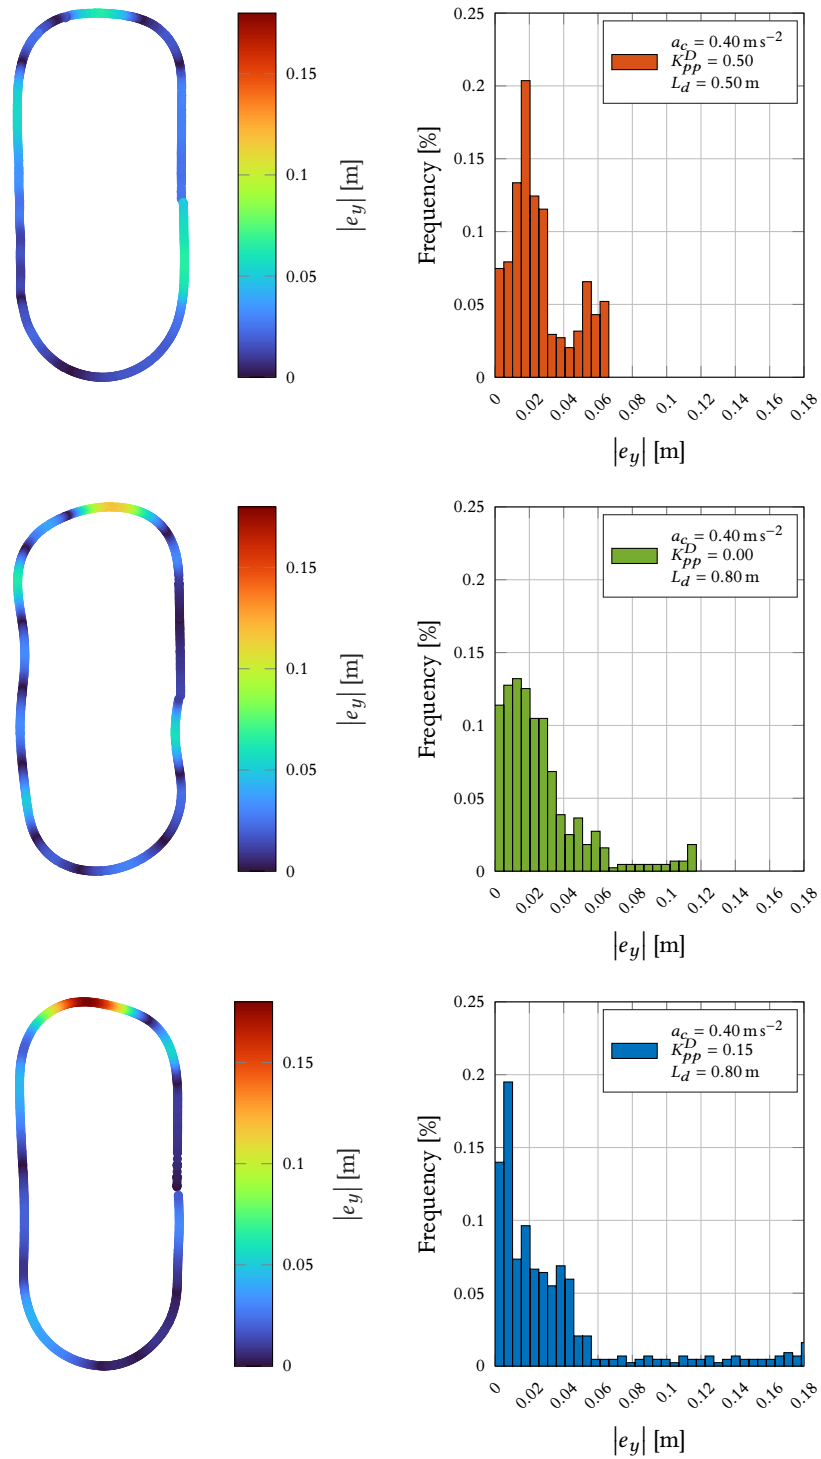 0.15
0.1
0.05
0
|e_y| [m]
0.25
0.2
0.15
0.1
0.05
0
Frequency [%]
a_c = 0.40 m s⁻²
K_pp^D = 0.50
L_d = 0.50 m
0 0.02 0.04 0.06 0.08 0.1 0.12 0.14 0.16 0.18
|e_y| [m]
0.15
0.1
0.05
0
|e_y| [m]
0.25
0.2
0.15
0.1
0.05
0
Frequency [%]
a_c = 0.40 m s⁻²
K_pp^D = 0.00
L_d = 0.80 m
0 0.02 0.04 0.06 0.08 0.1 0.12 0.14 0.16 0.18
|e_y| [m]
0.15
0.1
0.05
0
|e_y| [m]
0.25
0.2
0.15
0.1
0.05
0
Frequency [%]
a_c = 0.40 m s⁻²
K_pp^D = 0.15
L_d = 0.80 m
0 0.02 0.04 0.06 0.08 0.1 0.12 0.14 0.16 0.18
|e_y| [m]